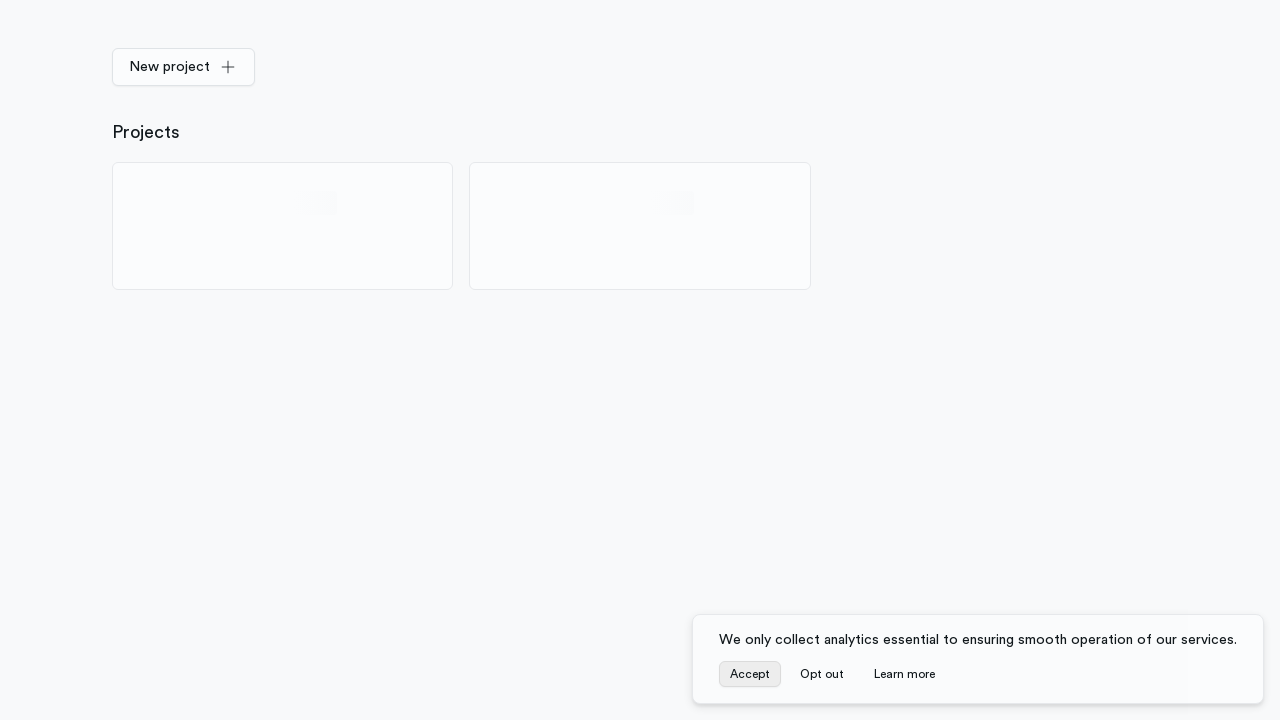 New project
Projects
We only collect analytics essential to ensuring smooth operation of our services.
Accept Opt out Learn more